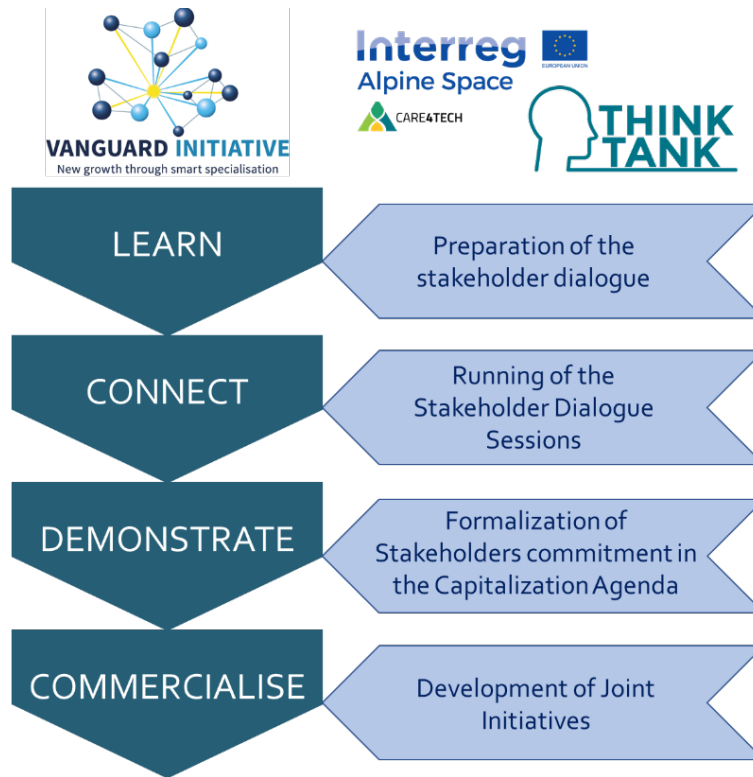 VANGUARD INITIATIVE
New growth through smart specialisation
Interreg
EUROPEAN UNION
Alpine Space
CARE4TECH
THINK
TANK
LEARN
Preparation of the
stakeholder dialogue
CONNECT
Running of the
Stakeholder Dialogue
Sessions
DEMONSTRATE
Formalization of
Stakeholders commitment in
the Capitalization Agenda
COMMERCIALISE
Development of Joint
Initiatives